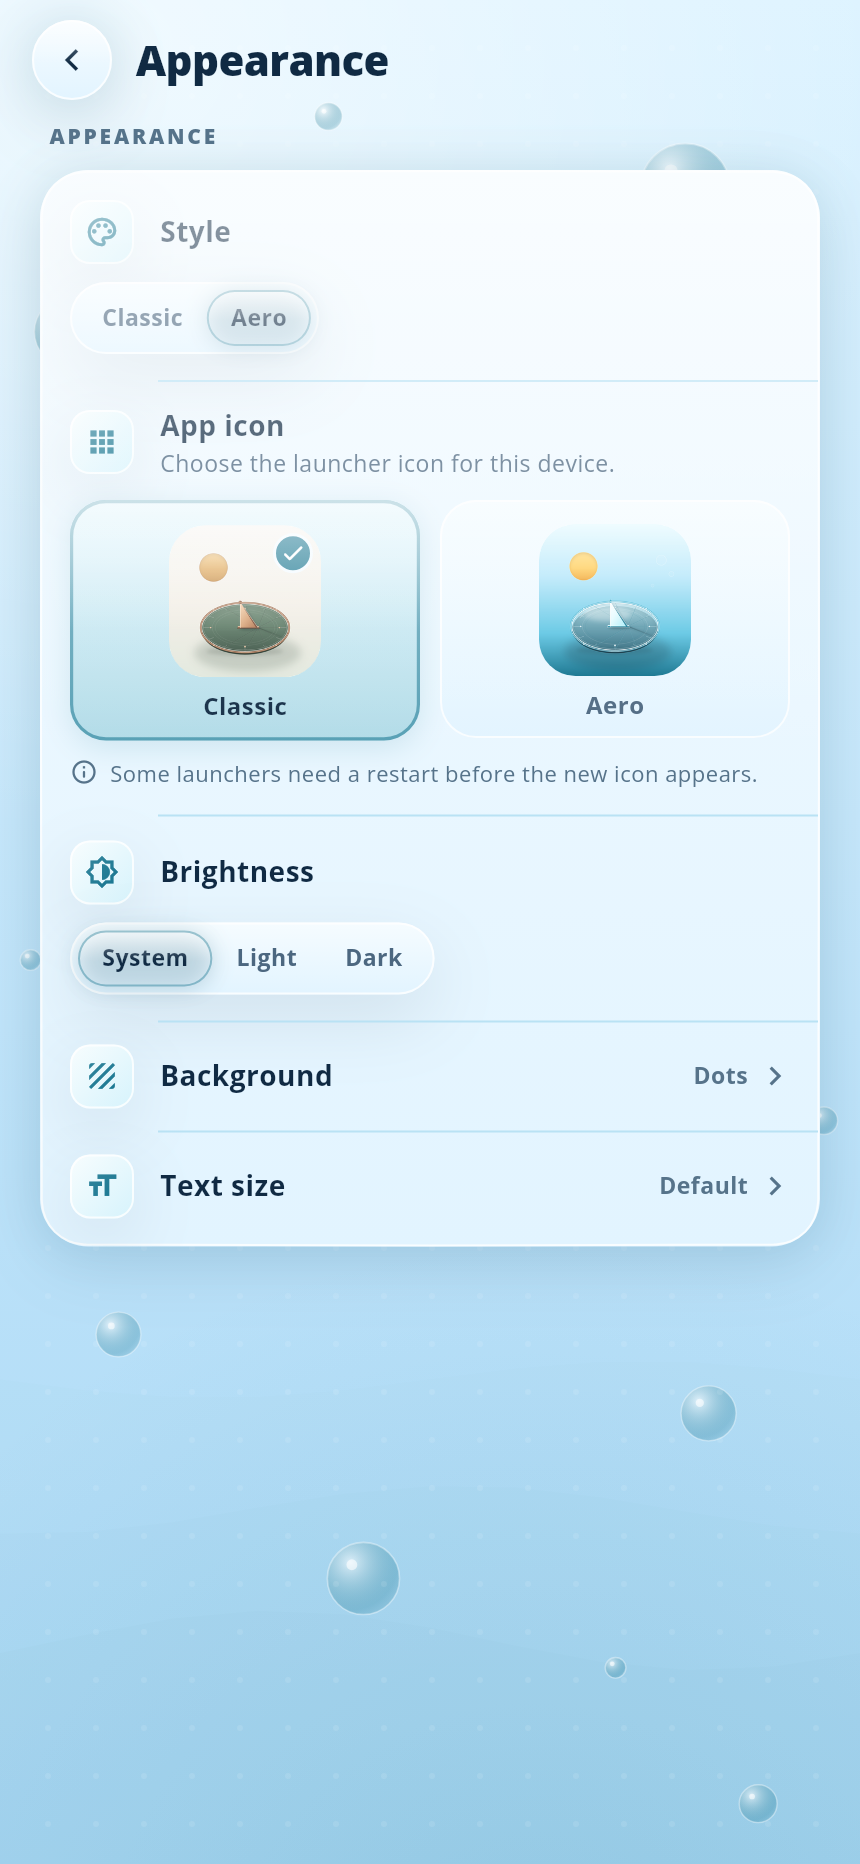 Appearance
APPEARANCE
Style
Classic Aero
App icon
Choose the launcher icon for this device.
Classic Aero
Some launchers need a restart before the new icon appears.
Brightness
System Light Dark
Background Dots
Text size Default